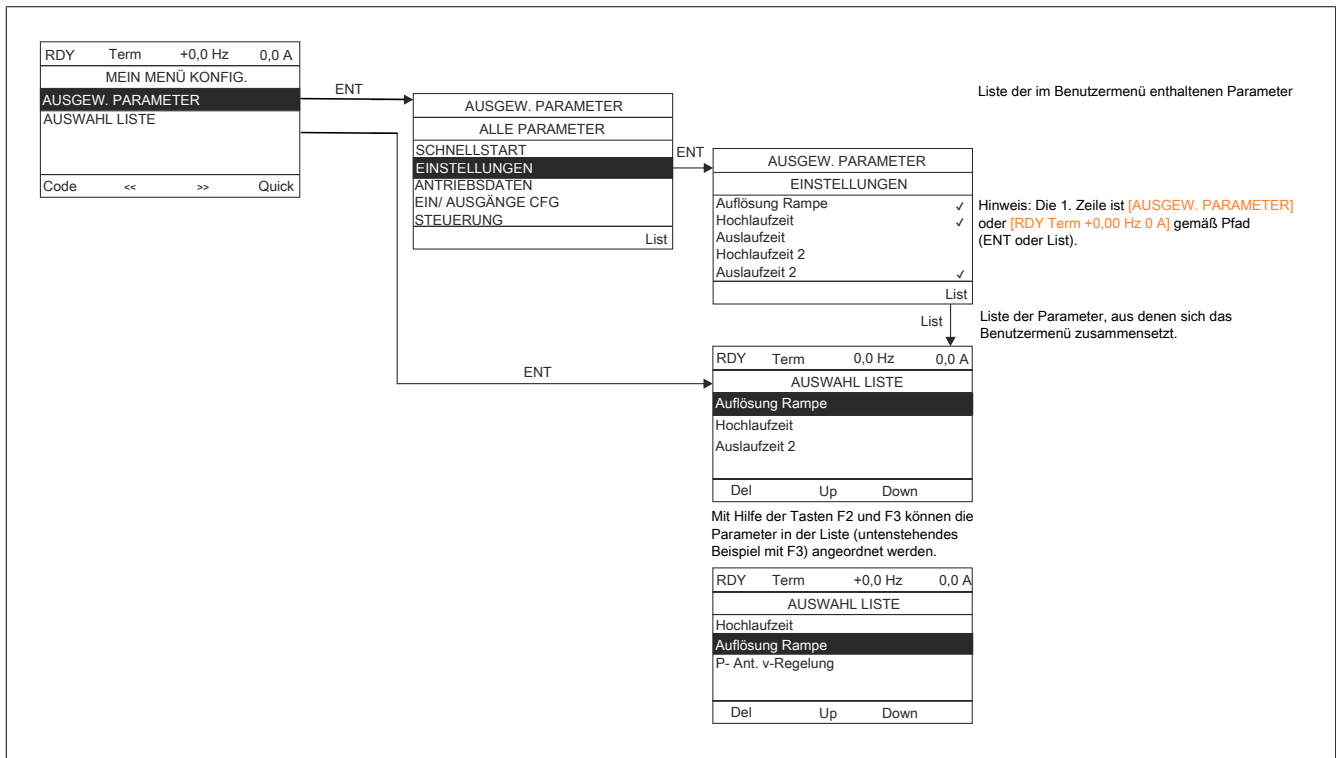 RDY Term +0,0 Hz 0,0 A
MEIN MENÜ KONFIG.
AUSGEW. PARAMETER
AUSWAHL LISTE
Code << >> Quick
ENT
AUSGEW. PARAMETER
ALLE PARAMETER
SCHNELLSTART
EINSTELLUNGEN
ANTRIEBSDATEN
EIN/ AUSGÄNGE CFG
STEUERUNG
List
ENT
Liste der im Benutzermenü enthaltenen Parameter
AUSGEW. PARAMETER
EINSTELLUNGEN
Auflösung Rampe ✓
Hochlaufzeit ✓
Auslaufzeit
Hochlaufzeit 2
Auslaufzeit 2 ✓
List
Hinweis: Die 1. Zeile ist [AUSGEW. PARAMETER]
oder [RDY Term +0,00 Hz 0 A] gemäß Pfad
(ENT oder List).
List
Liste der Parameter, aus denen sich das
Benutzermenü zusammensetzt.
ENT
RDY Term 0,0 Hz 0,0 A
AUSWAHL LISTE
Auflösung Rampe
Hochlaufzeit
Auslaufzeit 2
Del Up Down
Mit Hilfe der Tasten F2 und F3 können die
Parameter in der Liste (untenstehendes
Beispiel mit F3) angeordnet werden.
RDY Term +0,0 Hz 0,0 A
AUSWAHL LISTE
Hochlaufzeit
Auflösung Rampe
P- Ant. v-Regelung
Del Up Down